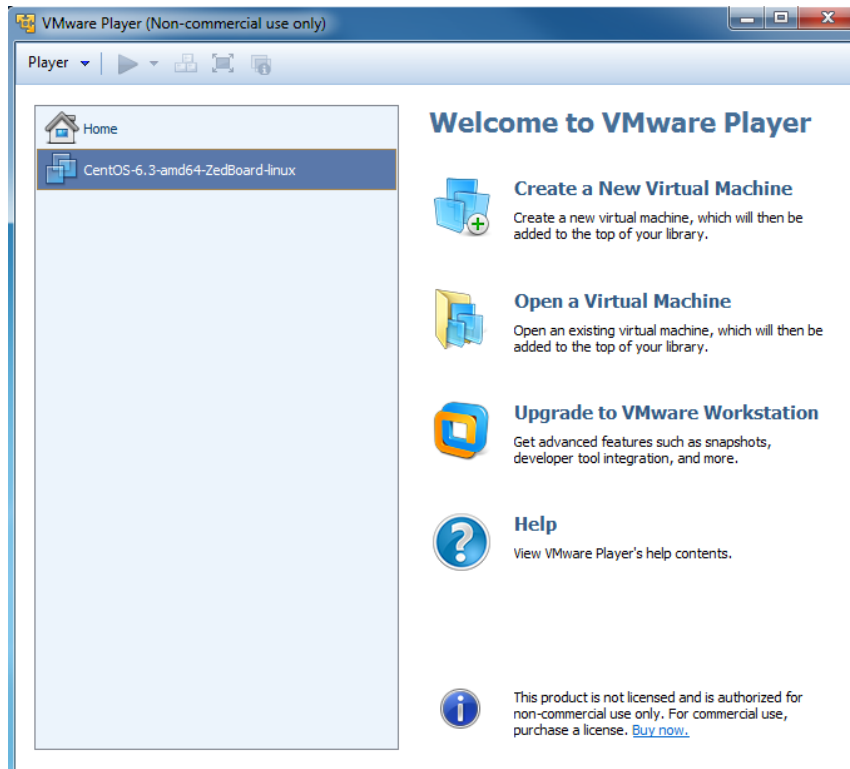 VMware Player (Non-commercial use only)
Player
Home
CentOS-6.3-amd64-ZedBoard-linux
Welcome to VMware Player
Create a New Virtual Machine
Create a new virtual machine, which will then be
added to the top of your library.
Open a Virtual Machine
Open an existing virtual machine, which will then be
added to the top of your library.
Upgrade to VMware Workstation
Get advanced features such as snapshots,
developer tool integration, and more.
Help
View VMware Player's help contents.
This product is not licensed and is authorized for
non-commercial use only. For commercial use,
purchase a license. Buy now.